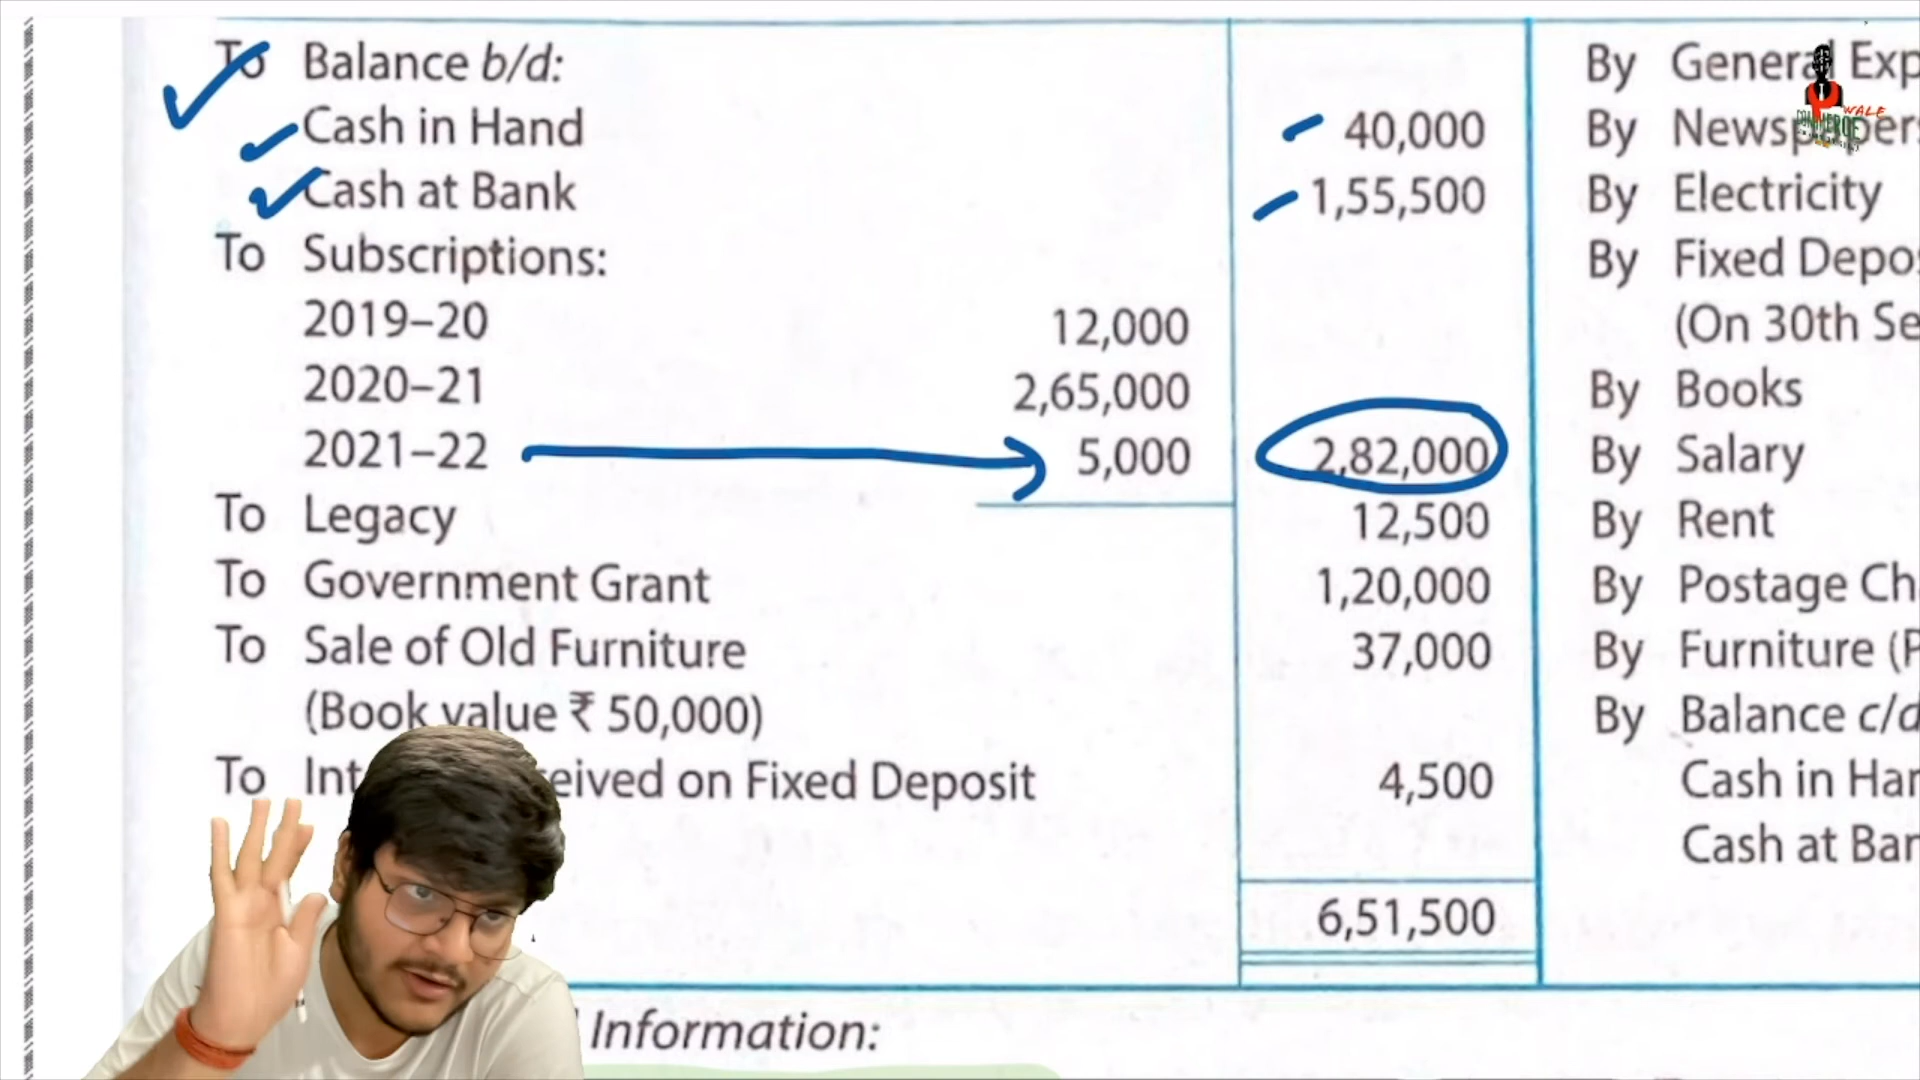 To Balance b/d:
Cash in Hand 40,000
Cash at Bank 1,55,500
To Subscriptions:
2019–20 12,000
2020–21 2,65,000
2021–22 5,000 2,82,000
To Legacy 12,500
To Government Grant 1,20,000
To Sale of Old Furniture 37,000
(Book value ₹ 50,000)
To Int eived on Fixed Deposit 4,500
6,51,500
By General Exp
By Newsp pers
By Electricity
By Fixed Depos
(On 30th Se
By Books
By Salary
By Rent
By Postage Ch
By Furniture (P
By Balance c/d
Cash in Han
Cash at Ban
Information:
WALE